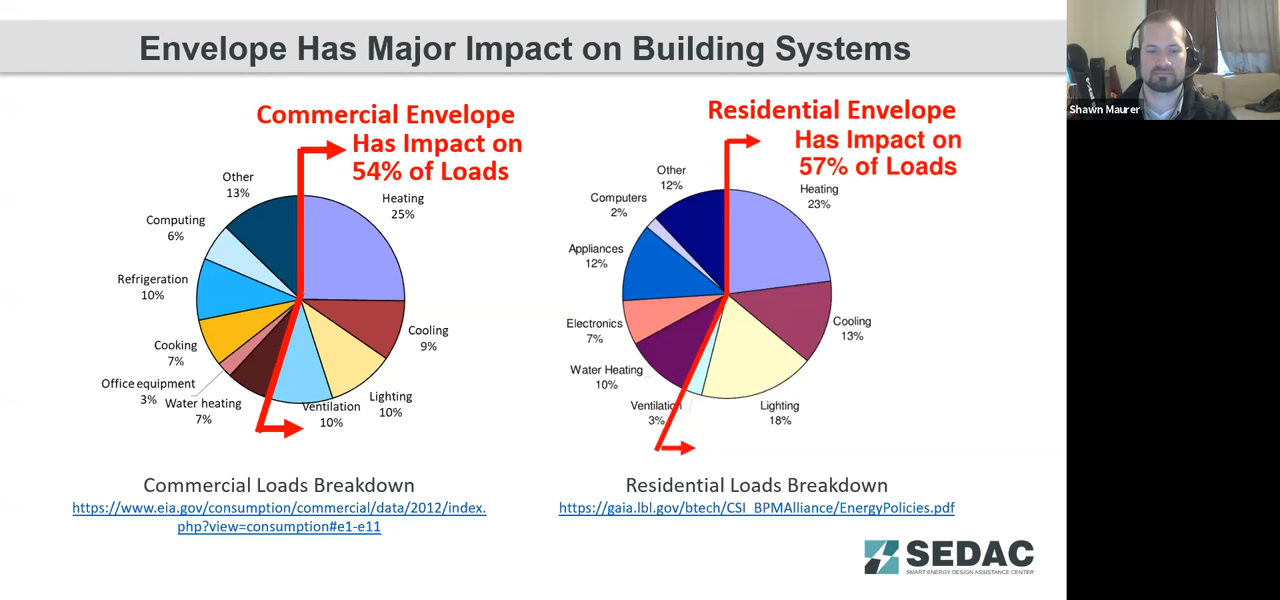 Envelope Has Major Impact on Building Systems
Shawn Maurer
Commercial Envelope
Has Impact on
54% of Loads
Other
13%
Heating
25%
Computing
6%
Refrigeration
10%
Cooling
9%
Cooking
7%
Office equipment
3%
Water heating
7%
Ventilation
10%
Lighting
10%
Commercial Loads Breakdown
https://www.eia.gov/consumption/commercial/data/2012/index.
php?view=consumption#e1-e11
Residential Envelope
Has Impact on
57% of Loads
Other
12%
Heating
23%
Computers
2%
Appliances
12%
Electronics
7%
Cooling
13%
Water Heating
10%
Ventilation
3%
Lighting
18%
Residential Loads Breakdown
https://gaia.lbl.gov/btech/CSI_BPMAlliance/EnergyPolicies.pdf
SEDAC
SMART ENERGY DESIGN ASSISTANCE CENTER